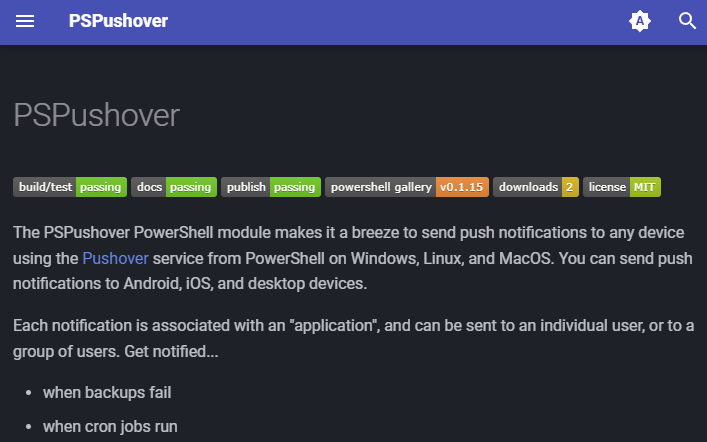 PSPushover
A
PSPushover
build/test passing docs passing publish passing powershell gallery v0.1.15 downloads 2 license MIT
The PSPushover PowerShell module makes it a breeze to send push notifications to any device
using the Pushover service from PowerShell on Windows, Linux, and MacOS. You can send push
notifications to Android, iOS, and desktop devices.
Each notification is associated with an "application", and can be sent to an individual user, or to a
group of users. Get notified...
• when backups fail
• when cron jobs run